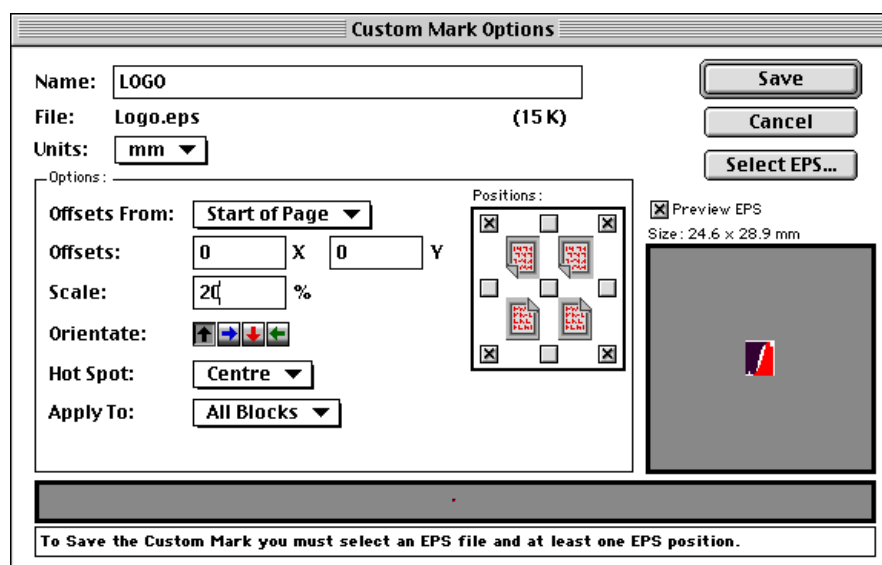 Custom Mark Options
Name: LOGO
Save
File: Logo.eps (15 K)
Cancel
Units: mm
Select EPS...
Options:
Positions:
Offsets From: Start of Page
Preview EPS
Size: 24.6 x 28.9 mm
Offsets: 0 X 0 Y
Scale: 20 %
Orientate:
Hot Spot: Centre
Apply To: All Blocks
To Save the Custom Mark you must select an EPS file and at least one EPS position.